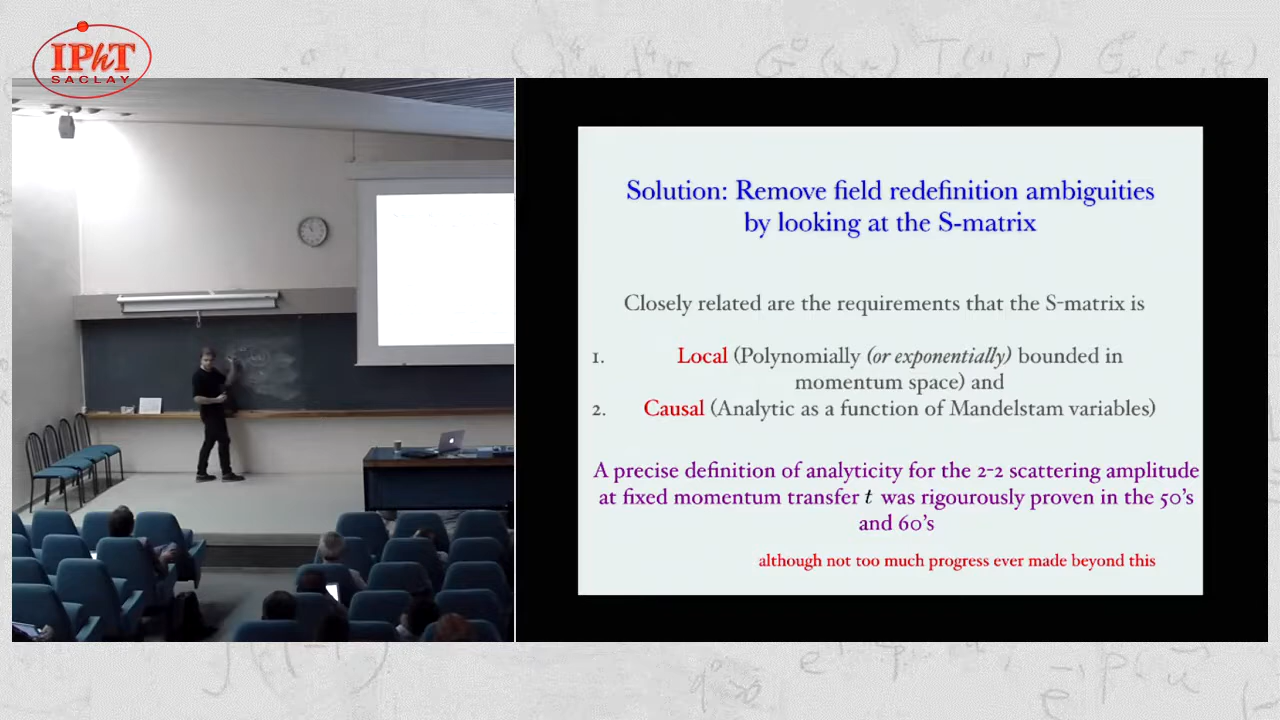 IPhT
SACLAY
Solution: Remove field redefinition ambiguities
by looking at the S-matrix
Closely related are the requirements that the S-matrix is
1. Local (Polynomially (or exponentially) bounded in
momentum space) and
2. Causal (Analytic as a function of Mandelstam variables)
A precise definition of analyticity for the 2-2 scattering amplitude
at fixed momentum transfer t was rigourously proven in the 50's
and 60's
although not too much progress ever made beyond this